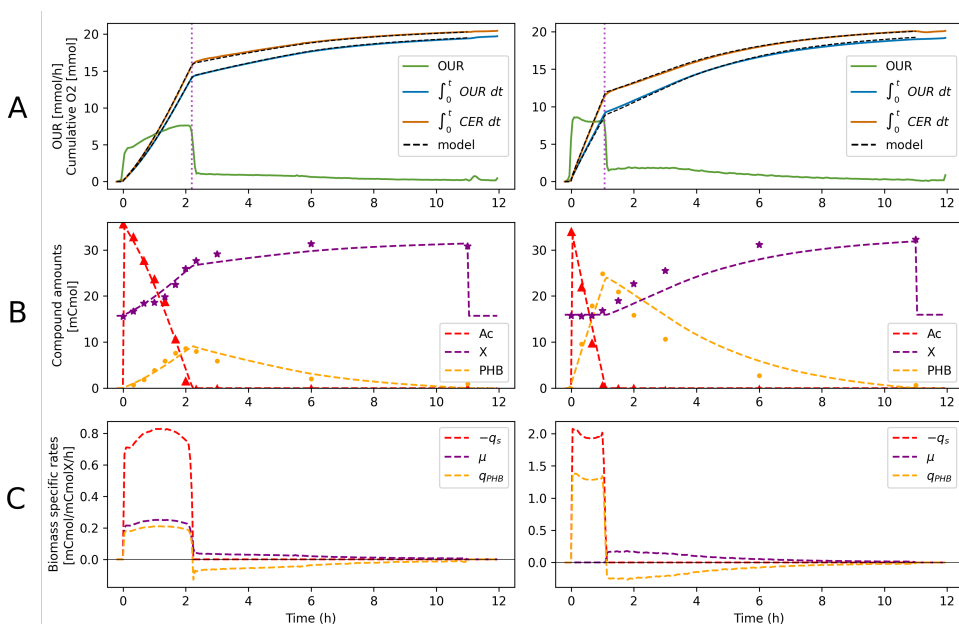 A
OUR [mmol/h]
Cumulative O2 [mmol]
20
15
10
5
0
OUR
∫₀ᵗ OUR dt
∫₀ᵗ CER dt
model
0 2 4 6 8 10 12
20
15
10
5
0
OUR
∫₀ᵗ OUR dt
∫₀ᵗ CER dt
model
0 2 4 6 8 10 12
B
Compound amounts
[mCmol]
30
20
10
0
Ac
X
PHB
0 2 4 6 8 10 12
30
20
10
0
Ac
X
PHB
0 2 4 6 8 10 12
C
Biomass specific rates
[mCmol/mCmolX/h]
0.8
0.6
0.4
0.2
0.0
−qₛ
μ
q_PHB
0 2 4 6 8 10 12
Time (h)
2.0
1.5
1.0
0.5
0.0
−qₛ
μ
q_PHB
0 2 4 6 8 10 12
Time (h)